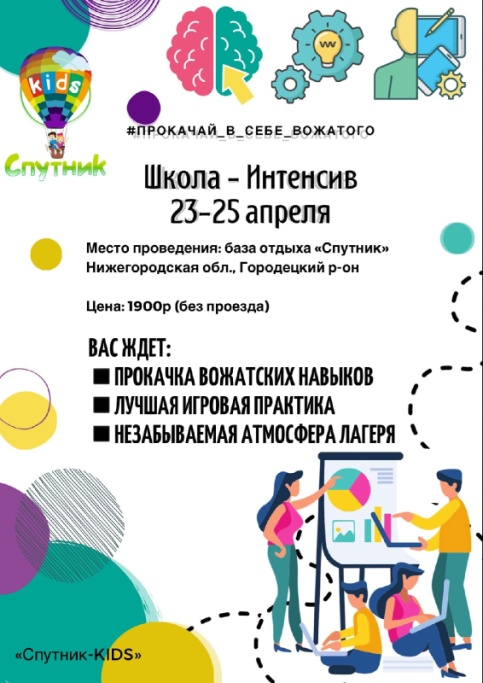 kids
Спутник
#ПРОКАЧАЙ_В_СЕБЕ_ВОЖАТОГО
Школа – Интенсив
23-25 апреля
Место проведения: база отдыха «Спутник»
Нижегородская обл., Городецкий р-он
Цена: 1900р (без проезда)
ВАС ЖДЕТ:
■ ПРОКАЧКА ВОЖАТСКИХ НАВЫКОВ
■ ЛУЧШАЯ ИГРОВАЯ ПРАКТИКА
■ НЕЗАБЫВАЕМАЯ АТМОСФЕРА ЛАГЕРЯ
«Спутник-KIDS»